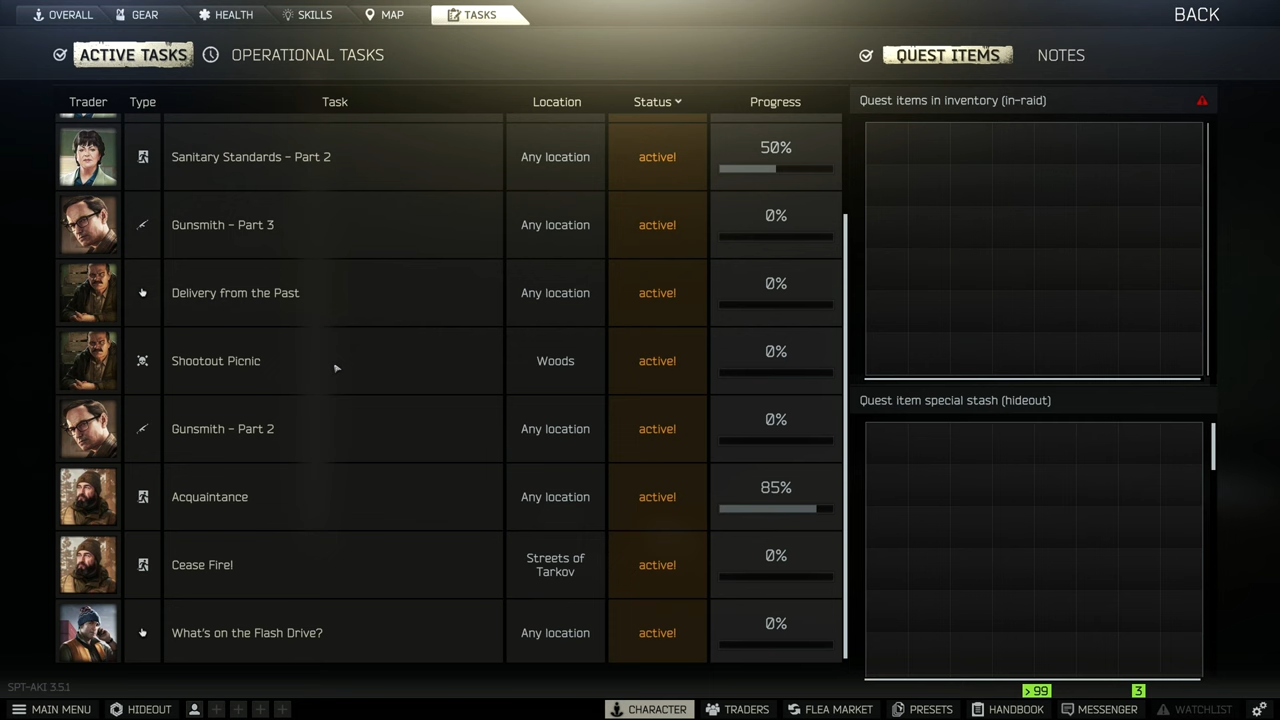 OVERALL GEAR HEALTH SKILLS MAP TASKS BACK
ACTIVE TASKS OPERATIONAL TASKS QUEST ITEMS NOTES
Trader Type Task Location Status Progress
Quest items in inventory (in-raid)
Sanitary Standards – Part 2 Any location active! 50%
Gunsmith – Part 3 Any location active! 0%
Delivery from the Past Any location active! 0%
Shootout Picnic Woods active! 0%
Quest item special stash (hideout)
Gunsmith – Part 2 Any location active! 0%
Acquaintance Any location active! 85%
Cease Fire! Streets of Tarkov active! 0%
What's on the Flash Drive? Any location active! 0%
SPT-AKI 3.5.1
> 99 3
MAIN MENU HIDEOUT CHARACTER TRADERS FLEA MARKET PRESETS HANDBOOK MESSENGER WATCHLIST